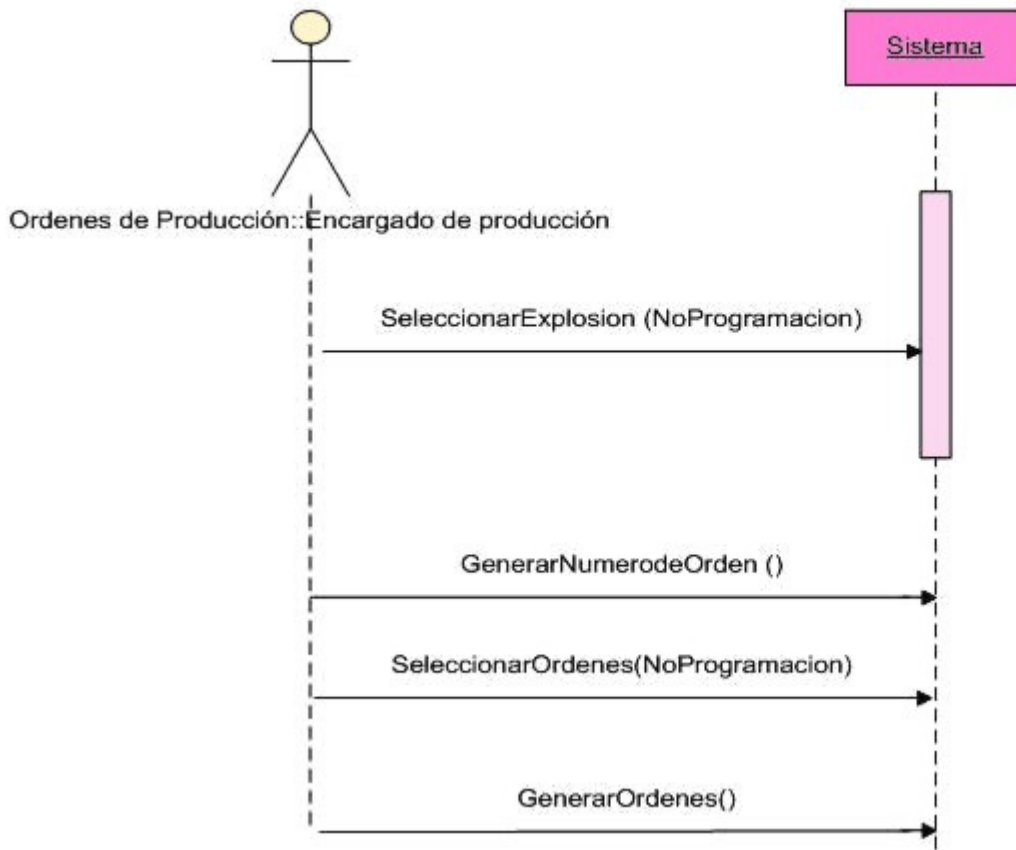 Sistema
Ordenes de Producción::Encargado de producción
SeleccionarExplosion (NoProgramacion)
GenerarNumerodeOrden ()
SeleccionarOrdenes(NoProgramacion)
GenerarOrdenes()